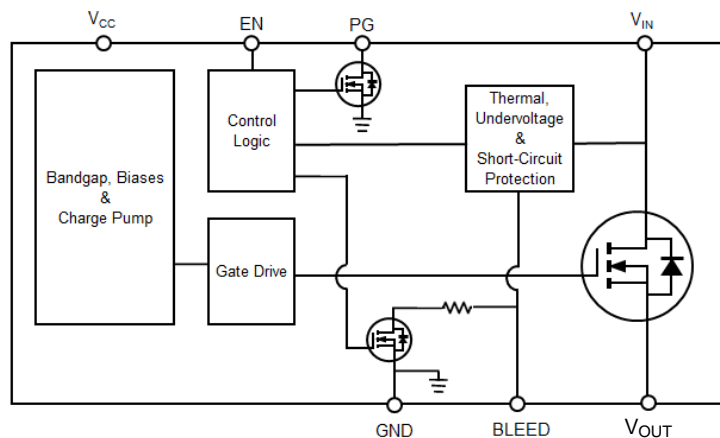 VCC
EN
PG
VIN
Control
Logic
Thermal,
Undervoltage
&
Short-Circuit
Protection
Bandgap, Biases
&
Charge Pump
Gate Drive
GND
BLEED
VOUT